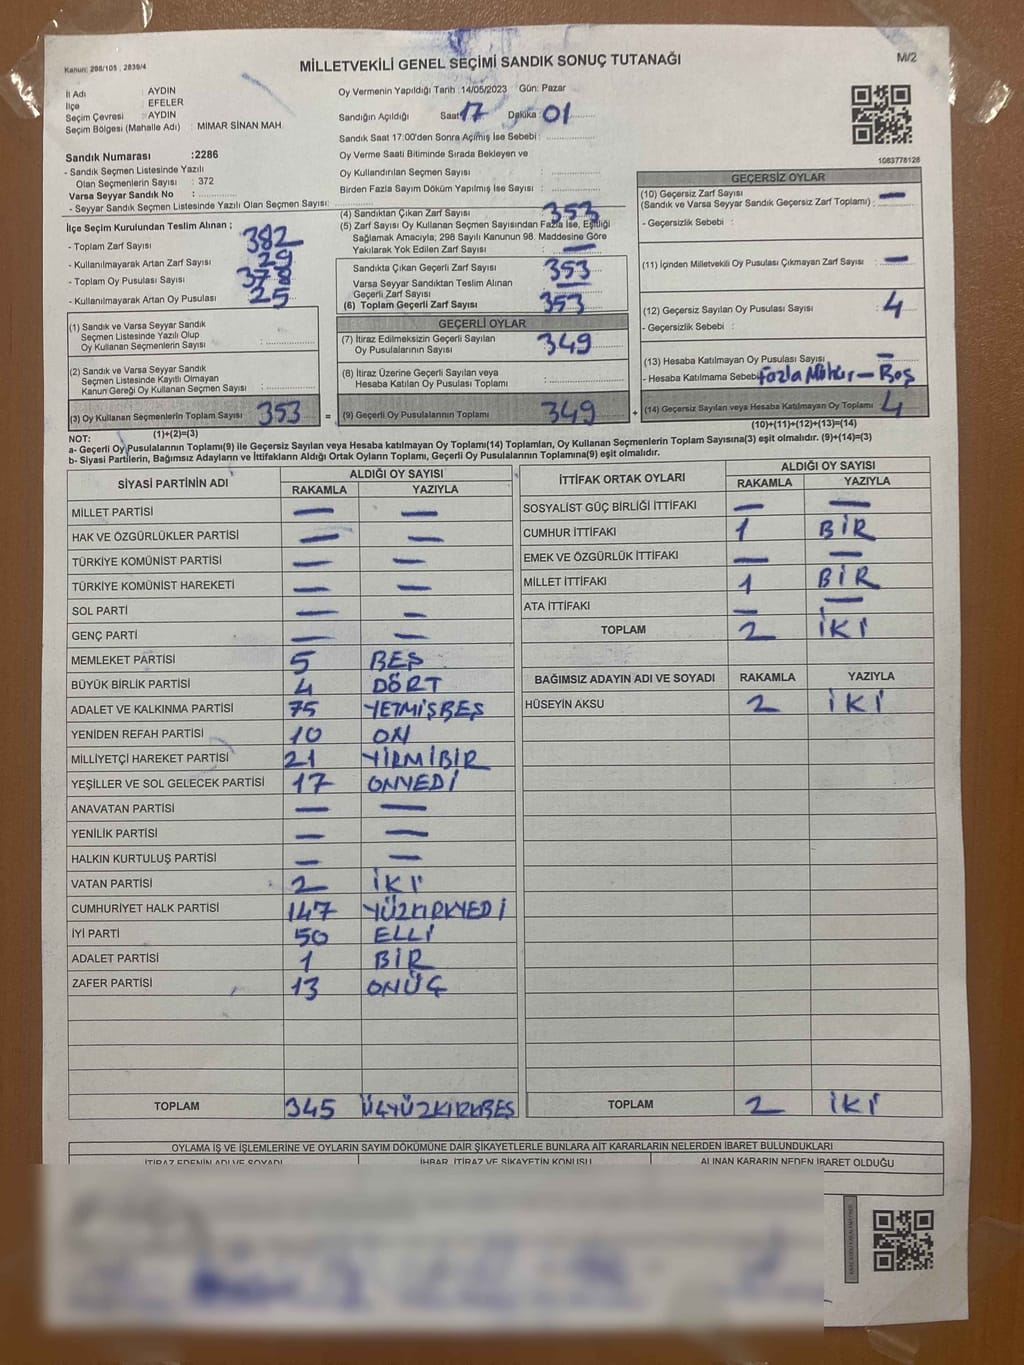 Kanun: 298/105 , 2839/4
MİLLETVEKİLİ GENEL SEÇİMİ SANDIK SONUÇ TUTANAĞI
M/2
İl Adı : AYDIN
İlçe : EFELER
Seçim Çevresi : AYDIN
Seçim Bölgesi (Mahalle Adı) : MİMAR SİNAN MAH.
Sandık Numarası :2286
- Sandık Seçmen Listesinde Yazılı
Olan Seçmenlerin Sayısı : 372
Varsa Seyyar Sandık No :
- Seyyar Sandık Seçmen Listesinde Yazılı Olan Seçmen Sayısı:
Oy Vermenin Yapıldığı Tarih :14/05/2023 Gün: Pazar
Sandığın Açıldığı Saat: 17 Dakika: 01
Sandık Saat 17:00'den Sonra Açılmış İse Sebebi :
Oy Verme Saati Bitiminde Sırada Bekleyen ve
Oy Kullandırılan Seçmen Sayısı :
Birden Fazla Sayım Döküm Yapılmış İse Sayısı :
1083778128
İlçe Seçim Kurulundan Teslim Alınan ;
- Toplam Zarf Sayısı : 382
- Kullanılmayarak Artan Zarf Sayısı : 29
- Toplam Oy Pusulası Sayısı : 378
- Kullanılmayarak Artan Oy Pusulası : 25
(1) Sandık ve Varsa Seyyar Sandık
Seçmen Listesinde Yazılı Olup
Oy Kullanan Seçmenlerin Sayısı :
(2) Sandık ve Varsa Seyyar Sandık
Seçmen Listesinde Kayıtlı Olmayan
Kanun Gereği Oy Kullanan Seçmen Sayısı :
(3) Oy Kullanan Seçmenlerin Toplam Sayısı 353 =
(1)+(2)=(3)
(4) Sandıktan Çıkan Zarf Sayısı : 353
(5) Zarf Sayısı Oy Kullanan Seçmen Sayısından Fazla İse, Eşitliği
Sağlamak Amacıyla; 298 Sayılı Kanunun 98. Maddesine Göre
Yakılarak Yok Edilen Zarf Sayısı : —
Sandıkta Çıkan Geçerli Zarf Sayısı : 353
Varsa Seyyar Sandıktan Teslim Alınan
Geçerli Zarf Sayısı : —
(6) Toplam Geçerli Zarf Sayısı : 353
GEÇERLİ OYLAR
(7) İtiraz Edilmeksizin Geçerli Sayılan
Oy Pusulalarının Sayısı : 349
(8) İtiraz Üzerine Geçerli Sayılan veya
Hesaba Katılan Oy Pusulası Toplamı :
(9) Geçerli Oy Pusulalarının Toplamı 349 +
GEÇERSİZ OYLAR
(10) Geçersiz Zarf Sayısı
(Sandık ve Varsa Seyyar Sandık Geçersiz Zarf Toplamı) : —
- Geçersizlik Sebebi :
(11) İçinden Milletvekili Oy Pusulası Çıkmayan Zarf Sayısı : —
(12) Geçersiz Sayılan Oy Pusulası Sayısı : 4
- Geçersizlik Sebebi :
(13) Hesaba Katılmayan Oy Pusulası Sayısı : —
- Hesaba Katılmama Sebebi: Fazla Mühür — Boş
(14) Geçersiz Sayılan veya Hesaba Katılmayan Oy Toplamı 4
(10)+(11)+(12)+(13)=(14)
NOT:
a- Geçerli Oy Pusulalarının Toplamı(9) ile Geçersiz Sayılan veya Hesaba katılmayan Oy Toplamı(14) Toplamları, Oy Kullanan Seçmenlerin Toplam Sayısına(3) eşit olmalıdır. (9)+(14)=(3)
b- Siyasi Partilerin, Bağımsız Adayların ve İttifakların Aldığı Ortak Oyların Toplamı, Geçerli Oy Pusulalarının Toplamına(9) eşit olmalıdır.
SİYASİ PARTİNİN ADI ALDIĞI OY SAYISI
RAKAMLA YAZIYLA
MİLLET PARTİSİ — —
HAK VE ÖZGÜRLÜKLER PARTİSİ — —
TÜRKİYE KOMÜNİST PARTİSİ — —
TÜRKİYE KOMÜNİST HAREKETİ — —
SOL PARTİ — —
GENÇ PARTİ — —
MEMLEKET PARTİSİ 5 BEŞ
BÜYÜK BİRLİK PARTİSİ 4 DÖRT
ADALET VE KALKINMA PARTİSİ 75 YETMİŞBEŞ
YENİDEN REFAH PARTİSİ 10 ON
MİLLİYETÇİ HAREKET PARTİSİ 21 YİRMİBİR
YEŞİLLER VE SOL GELECEK PARTİSİ 17 ONYEDİ
ANAVATAN PARTİSİ — —
YENİLİK PARTİSİ — —
HALKIN KURTULUŞ PARTİSİ — —
VATAN PARTİSİ 2 İKİ
CUMHURİYET HALK PARTİSİ 147 YÜZKIRKYEDİ
İYİ PARTİ 50 ELLİ
ADALET PARTİSİ 1 BİR
ZAFER PARTİSİ 13 ONÜÇ
TOPLAM 345 ÜÇYÜZKIRKBEŞ
İTTİFAK ORTAK OYLARI ALDIĞI OY SAYISI
RAKAMLA YAZIYLA
SOSYALİST GÜÇ BİRLİĞİ İTTİFAKI — —
CUMHUR İTTİFAKI 1 BİR
EMEK VE ÖZGÜRLÜK İTTİFAKI — —
MİLLET İTTİFAKI 1 BİR
ATA İTTİFAKI — —
TOPLAM 2 İKİ
BAĞIMSIZ ADAYIN ADI VE SOYADI RAKAMLA YAZIYLA
HÜSEYİN AKSU 2 İKİ
TOPLAM 2 İKİ
OYLAMA İŞ VE İŞLEMLERİNE VE OYLARIN SAYIM DÖKÜMÜNE DAİR ŞİKAYETLERLE BUNLARA AİT KARARLARIN NELERDEN İBARET BULUNDUKLARI
İTİRAZ EDENİN ADI VE SOYADI İHBAR, İTİRAZ VE ŞİKAYETİN KONUSU ALINAN KARARIN NEDEN İBARET OLDUĞU